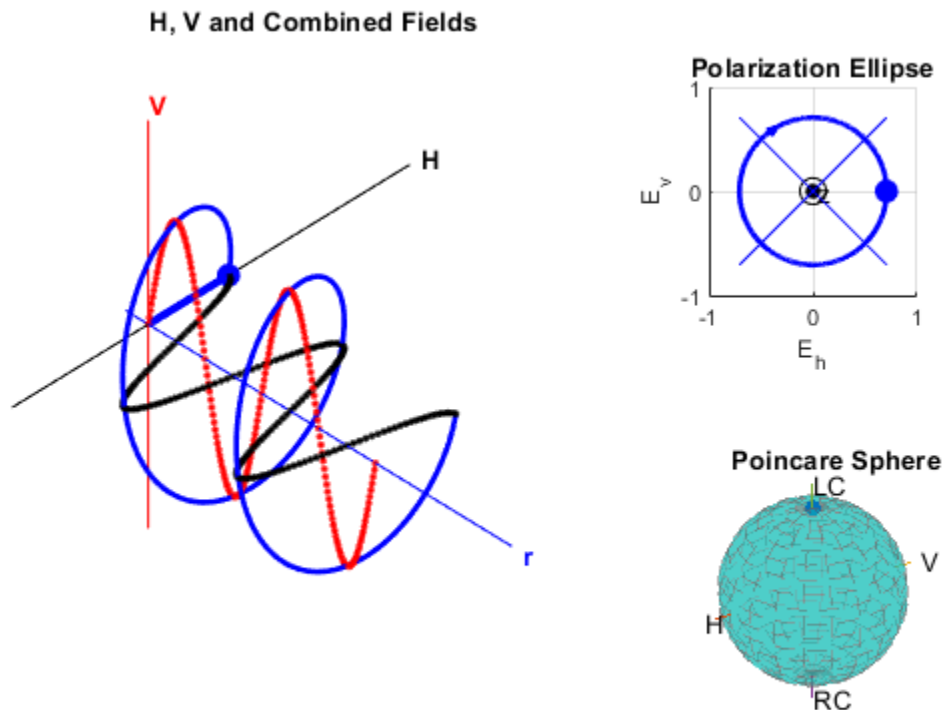 H, V and Combined Fields
V
H
r
Polarization Ellipse
1
0
-1
-1
0
1
E_v
E_h
Z
Poincare Sphere
LC
V
H
RC